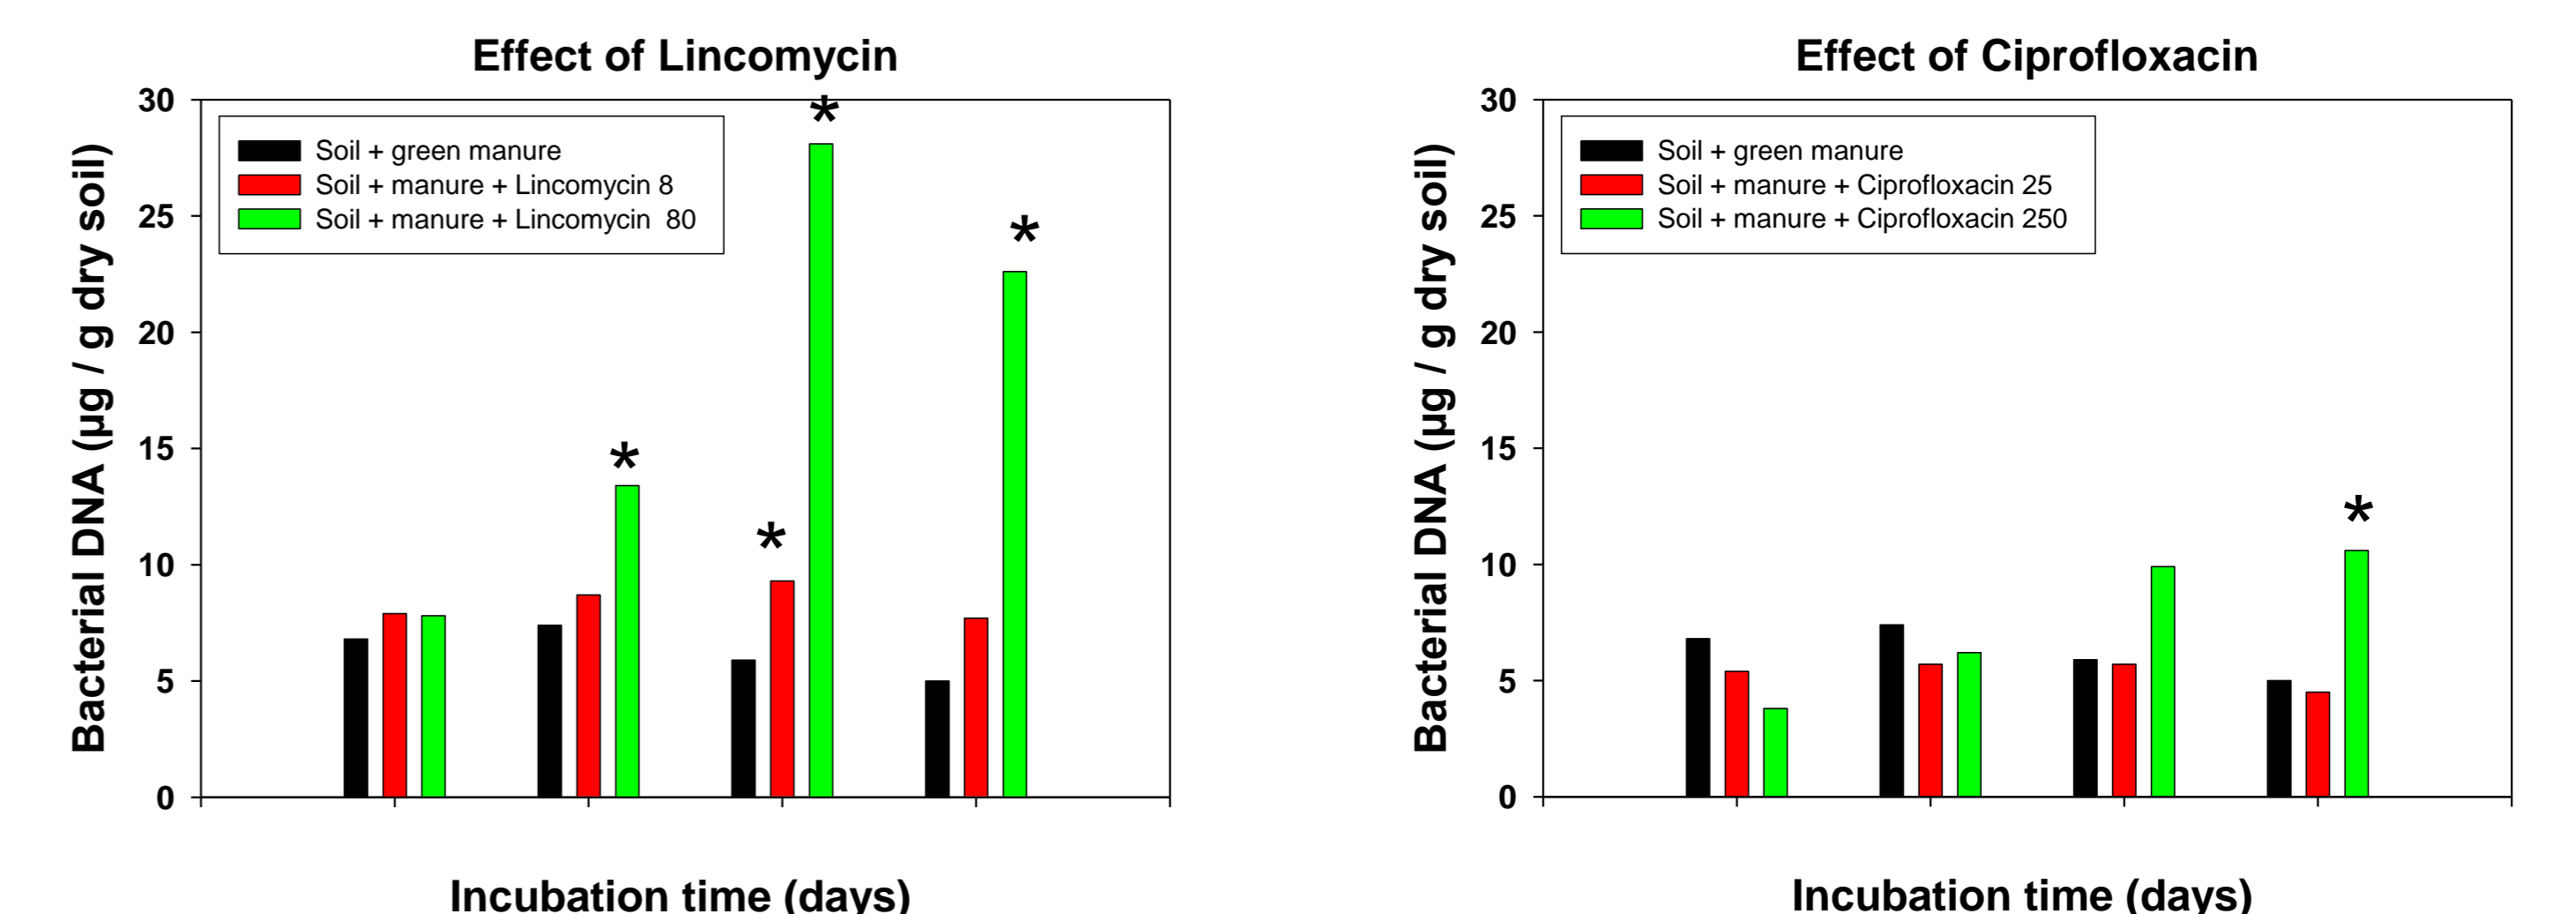 Effect of Lincomycin
30
25
20
15
10
5
0
Bacterial DNA (µg / g dry soil)
Soil + green manure
Soil + manure + Lincomycin 8
Soil + manure + Lincomycin  80
*
*
*
*
Incubation time (days)
Effect of Ciprofloxacin
30
25
20
15
10
5
0
Bacterial DNA (µg / g dry soil)
Soil + green manure
Soil + manure + Ciprofloxacin 25
Soil + manure + Ciprofloxacin 250
*
Incubation time (days)